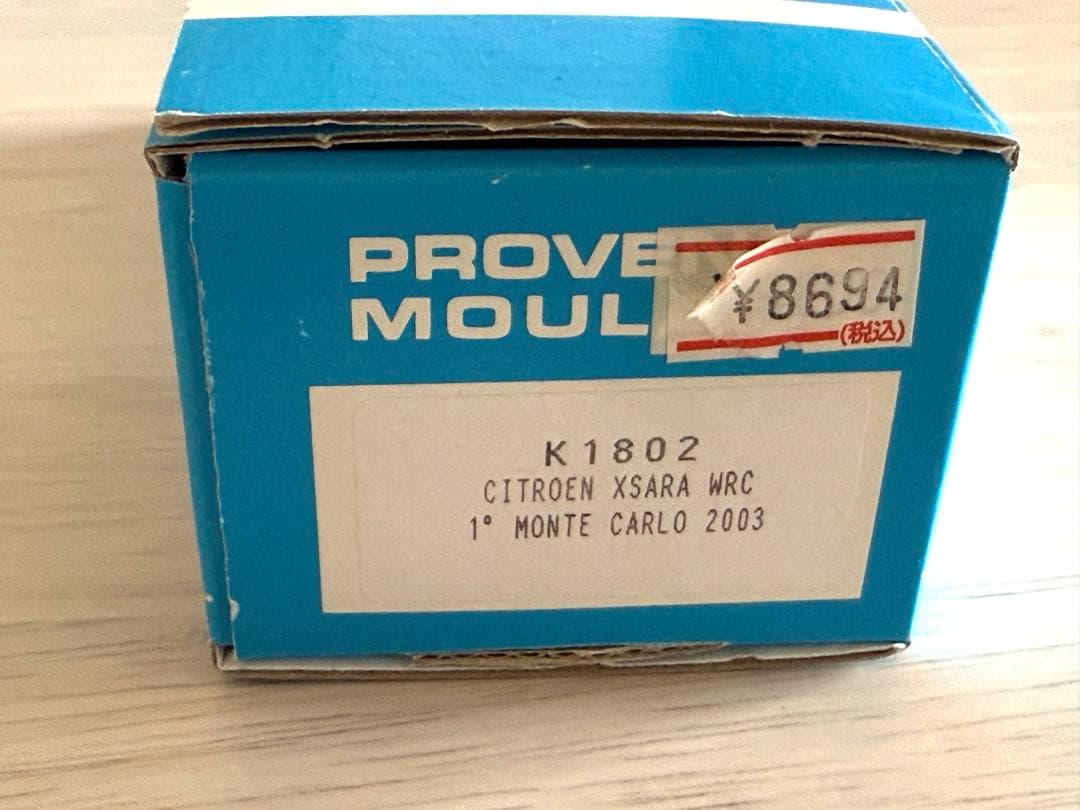 PROVE
MOUL
¥8694
(税込)
K1802
CITROEN XSARA WRC
1° MONTE CARLO 2003